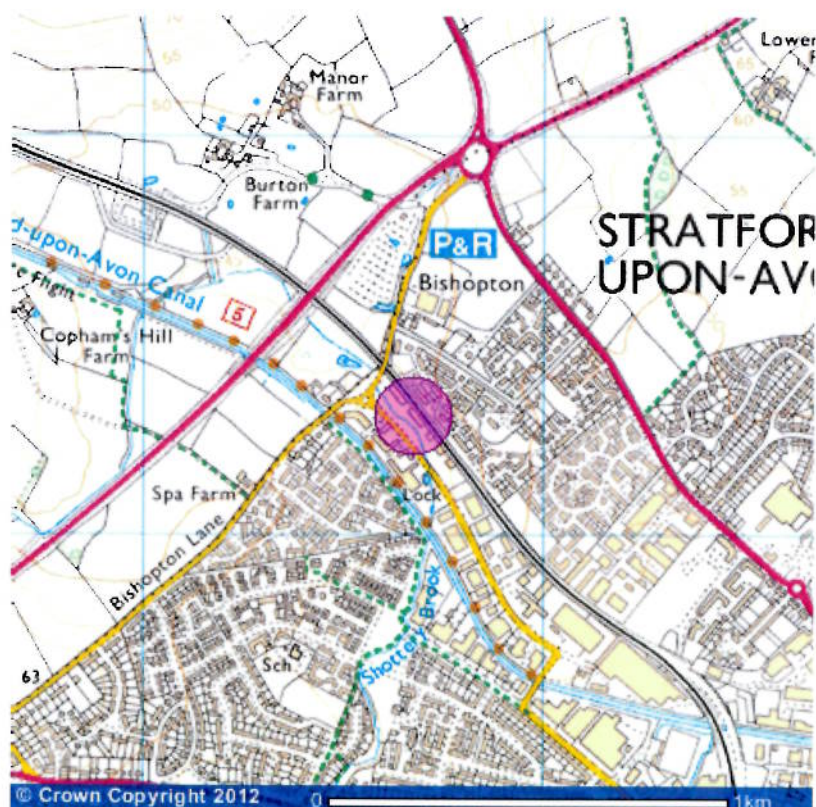 Manor
Farm
Lower
Burton
Farm
P&R
STRATFOR
UPON-AV
d-upon-Avon Canal
5
Bishopton
Copham's Hill
Farm
Spa Farm
Lock
Bishopton Lane
Shottery Brook
Sch
63
© Crown Copyright 2012
0
1km